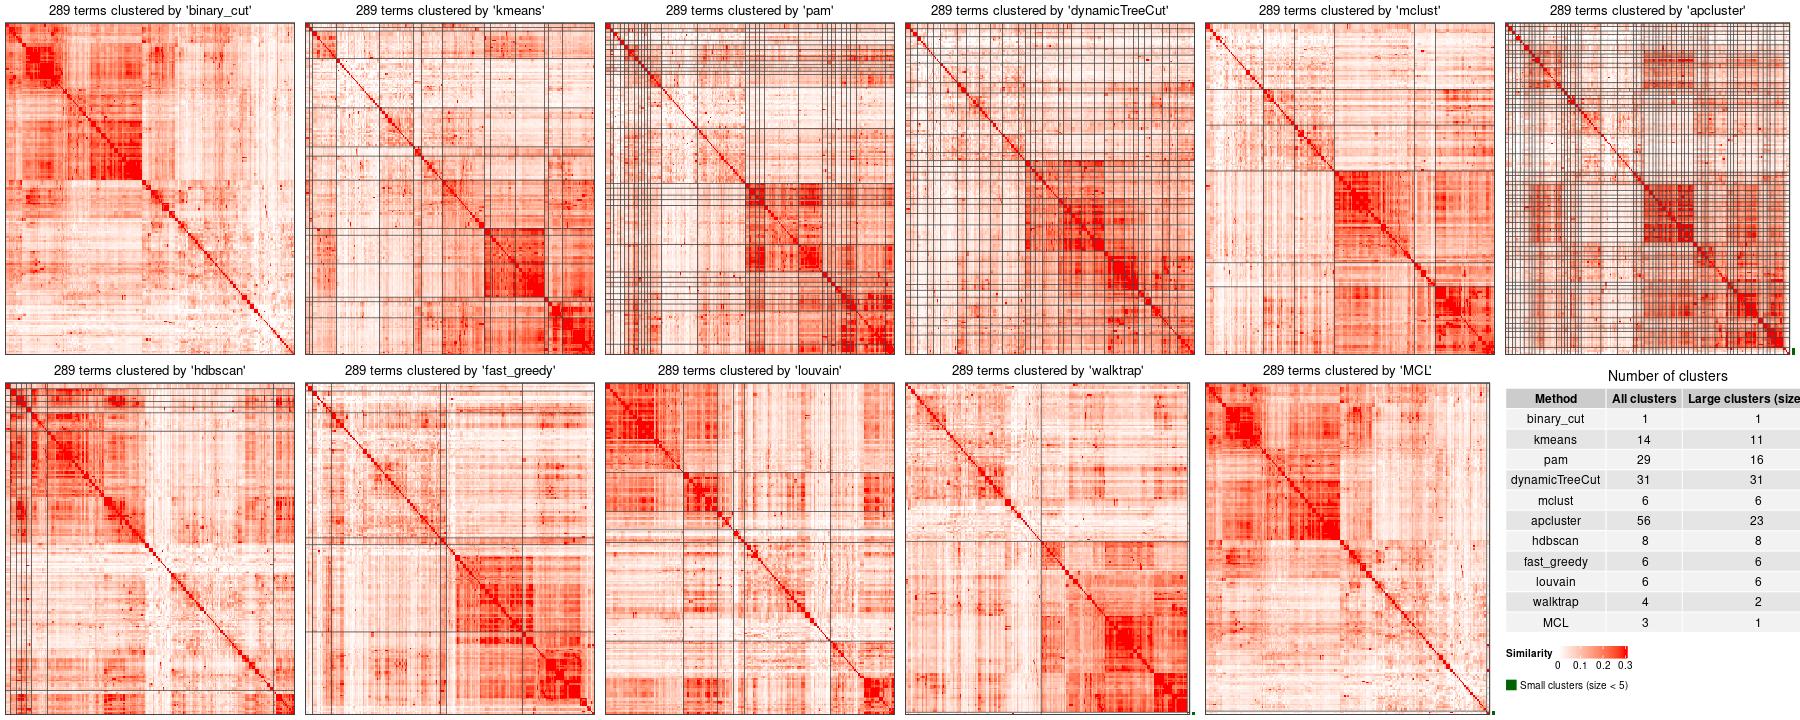 289 terms clustered by 'binary_cut'
289 terms clustered by 'kmeans'
289 terms clustered by 'pam'
289 terms clustered by 'dynamicTreeCut'
289 terms clustered by 'mclust'
289 terms clustered by 'apcluster'
289 terms clustered by 'hdbscan'
289 terms clustered by 'fast_greedy'
289 terms clustered by 'louvain'
289 terms clustered by 'walktrap'
289 terms clustered by 'MCL'
Number of clusters
Method All clusters Large clusters (size
binary_cut 1 1
kmeans 14 11
pam 29 16
dynamicTreeCut 31 31
mclust 6 6
apcluster 56 23
hdbscan 8 8
fast_greedy 6 6
louvain 6 6
walktrap 4 2
MCL 3 1
Similarity
0 0.1 0.2 0.3
Small clusters (size < 5)